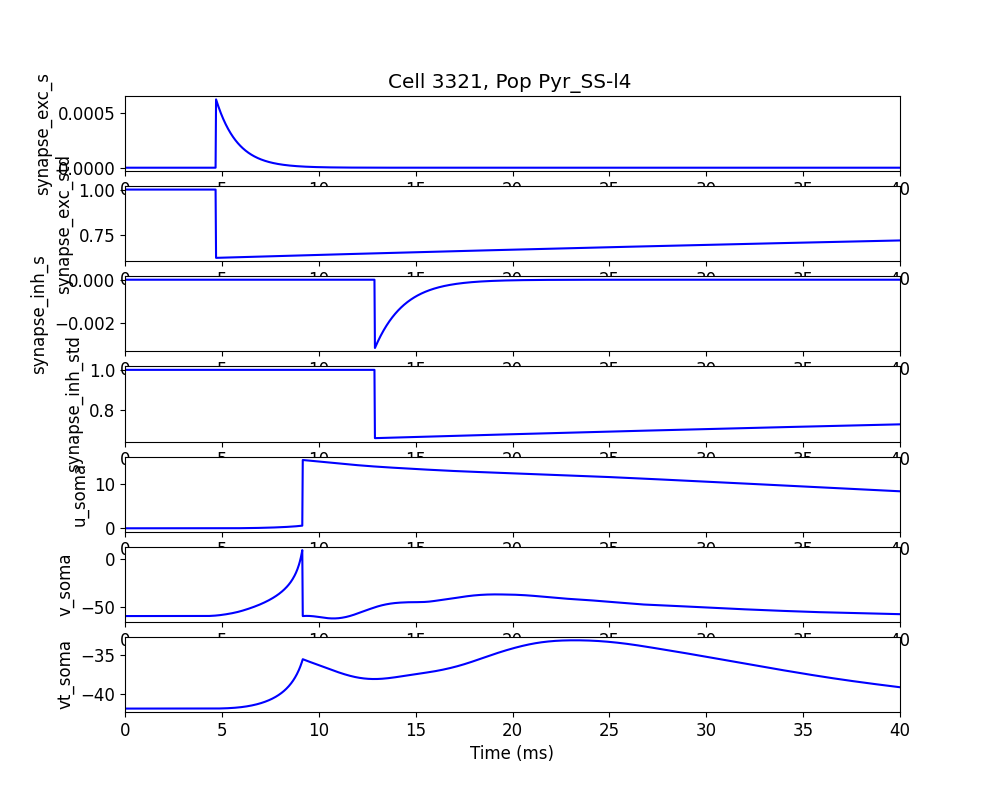 Cell 3321, Pop Pyr_SS-l4
synapse_exc_s
0.0005
0.0000
synapse_exc_std
1.00
0.75
synapse_inh_s
0.000
−0.002
synapse_inh_std
1.0
0.8
u_soma
10
0
v_soma
0
−50
vt_soma
−35
−40
0 5 10 15 20 25 30 35 40
Time (ms)